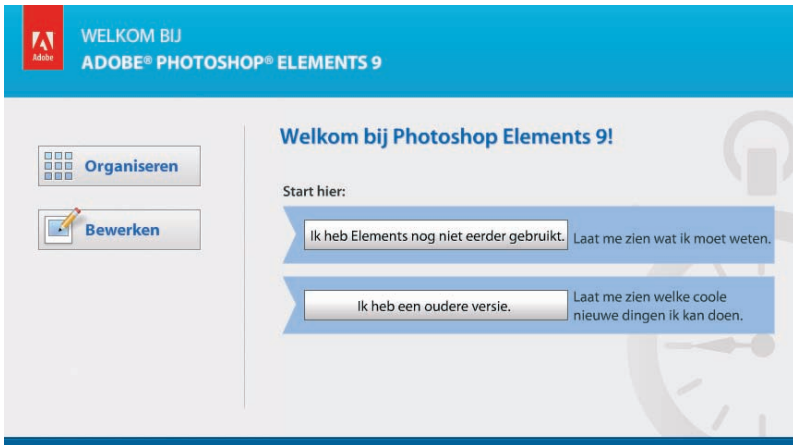 Adobe
WELKOM BIJ
ADOBE® PHOTOSHOP® ELEMENTS 9
Organiseren
Bewerken
Welkom bij Photoshop Elements 9!
Start hier:
Ik heb Elements nog niet eerder gebruikt. Laat me zien wat ik moet weten.
Ik heb een oudere versie.
Laat me zien welke coole
nieuwe dingen ik kan doen.